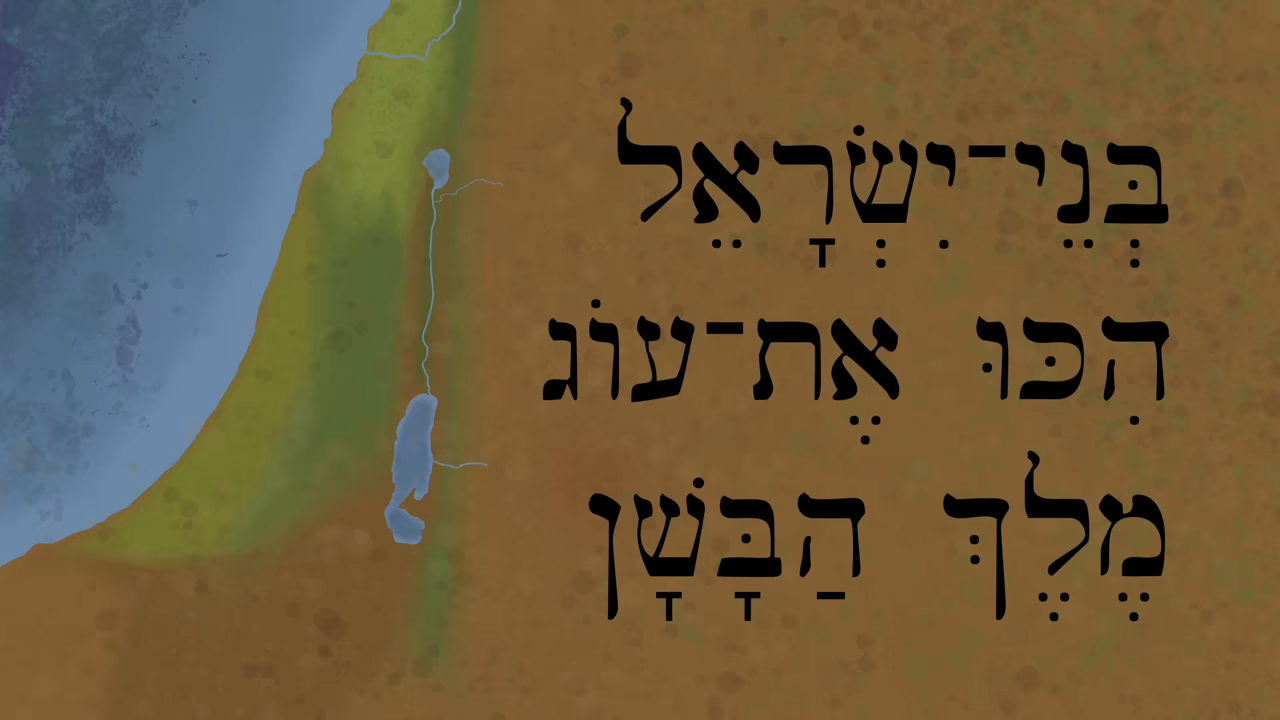 בְּנֵי־יִשְׂרָאֵל
הִכּוּ אֶת־עוֹג
מֶלֶךְ הַבָּשָׁן